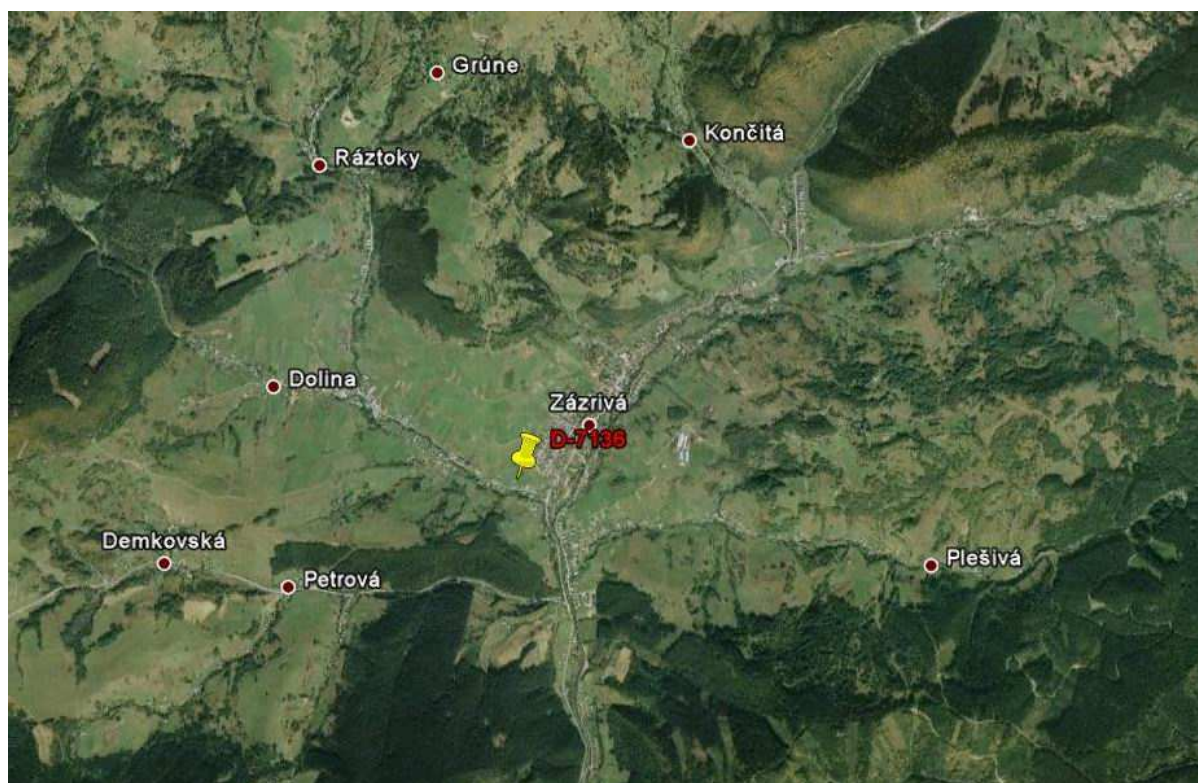 Grúne
Končitá
Ráztoky
Dolina
Zázrivá
D-7136
Demkovská
Petrová
Plešivá